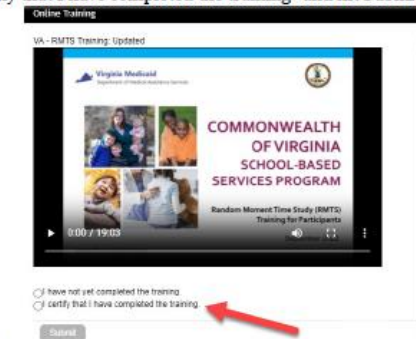 Online Training
VA - RMTS Training: Updated
Virginia Medicaid
Department of Medical Assistance Services
COMMONWEALTH
OF VIRGINIA
SCHOOL-BASED
SERVICES PROGRAM
Random Moment Time Study (RMTS)
Training for Participants
0:00 / 19:03
I have not yet completed the training
I certify that I have completed the training.
Submit